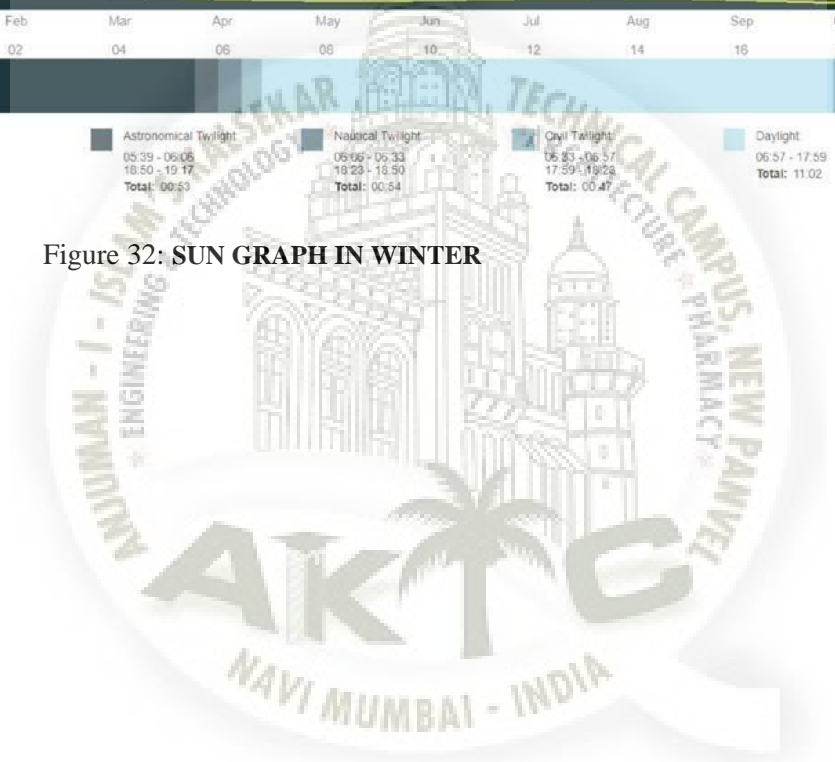 Feb Mar Apr May Jun Jul Aug Sep
02 04 06 08 10 12 14 16
Astronomical Twilight Nautical Twilight Civil Twilight Daylight
05:39 - 06:06 06:06 - 06:33 06:33 - 06:57 06:57 - 17:59
18:50 - 19:17 18:23 - 18:50 17:59 - 18:23 Total: 11:02
Total: 00:53 Total: 00:54 Total: 00:47
Figure 32: SUN GRAPH IN WINTER
ANJUMAN - I - ISLAM'S KALSEKAR TECHNICAL CAMPUS, NEW PANVEL
ENGINEERING * TECHNOLOGY * ARCHITECTURE * PHARMACY *
AKTC
NAVI MUMBAI - INDIA